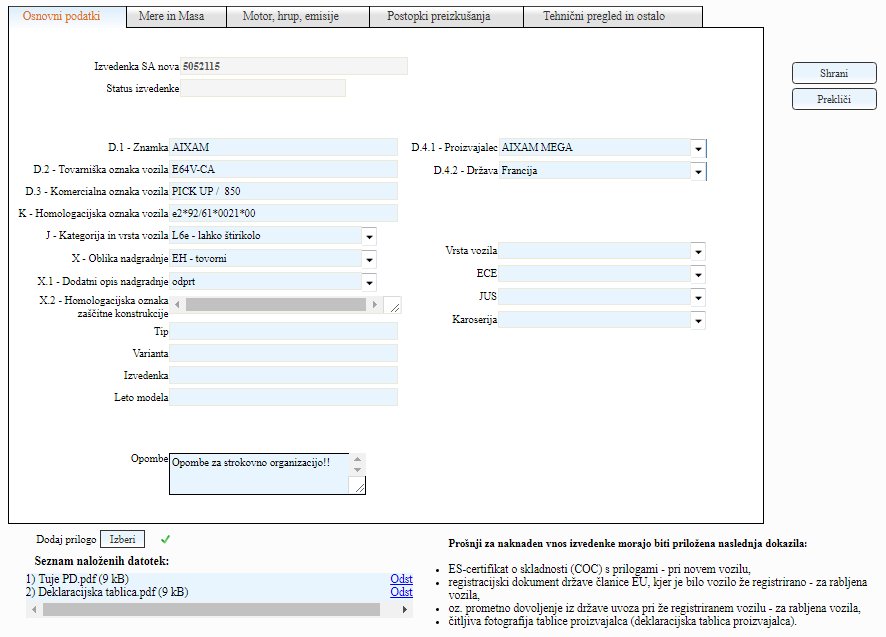 Osnovni podatki
Mere in Masa
Motor, hrup, emisije
Postopki preizkušanja
Tehnični pregled in ostalo
Izvedenka SA nova 5052115
Status izvedenke
Shrani
Prekliči
D.1 - Znamka AIXAM
D.2 - Tovarniška oznaka vozila E64V-CA
D.3 - Komercialna oznaka vozila PICK UP / 850
K - Homologacijska oznaka vozila e2*92/61*0021*00
J - Kategorija in vrsta vozila L6e - lahko štirikolo
X - Oblika nadgradnje EH - tovorni
X.1 - Dodatni opis nadgradnje odprt
X.2 - Homologacijska oznaka
zaščitne konstrukcije
Tip
Varianta
Izvedenka
Leto modela
D.4.1 - Proizvajalec AIXAM MEGA
D.4.2 - Država Francija
Vrsta vozila
ECE
JUS
Karoserija
Opombe Opombe za strokovno organizacijo!!
Dodaj prilogo Izberi
Seznam naloženih datotek:
1) Tuje PD.pdf (9 kB) Odst
2) Deklaracijska tablica.pdf (9 kB) Odst
Prošnji za naknaden vnos izvedenke morajo biti priložena naslednja dokazila:
• ES-certifikat o skladnosti (COC) s prilogami - pri novem vozilu,
• registracijski dokument države članice EU, kjer je bilo vozilo že registrirano - za rabljena
vozila,
• oz. prometno dovoljenje iz države uvoza pri že registriranem vozilu - za rabljena vozila,
• čitljiva fotografija tablice proizvajalca (deklaracijska tablica proizvajalca).